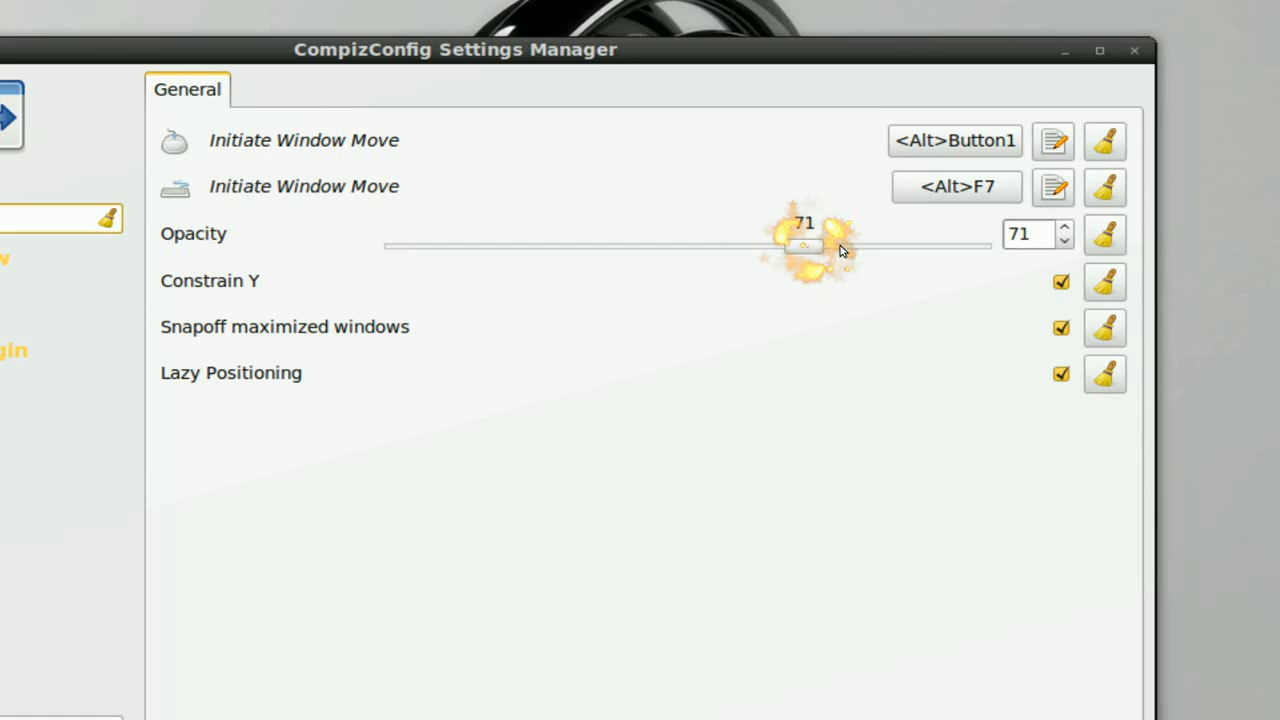 CompizConfig Settings Manager
General
Initiate Window Move
<Alt>Button1
Initiate Window Move
<Alt>F7
Opacity
71
71
Constrain Y
Snapoff maximized windows
Lazy Positioning
w
gin